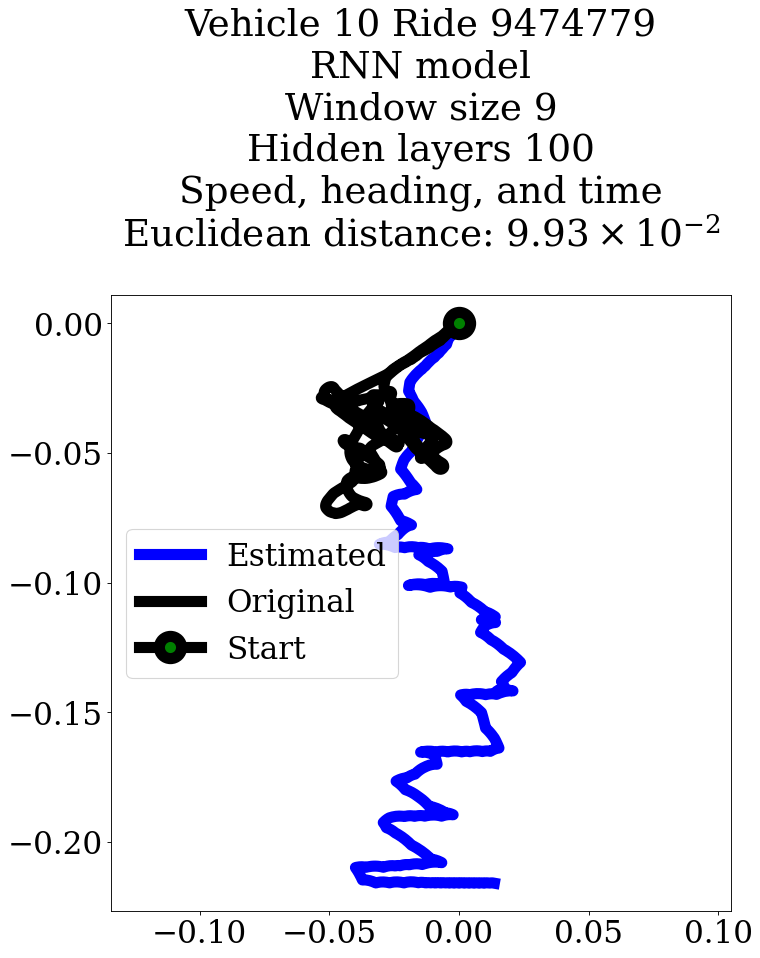 Vehicle 10 Ride 9474779
RNN model
Window size 9
Hidden layers 100
Speed, heading, and time
Euclidean distance: 9.93 × 10⁻²
0.00
−0.05
−0.10
−0.15
−0.20
Estimated
Original
Start
−0.10
−0.05
0.00
0.05
0.10